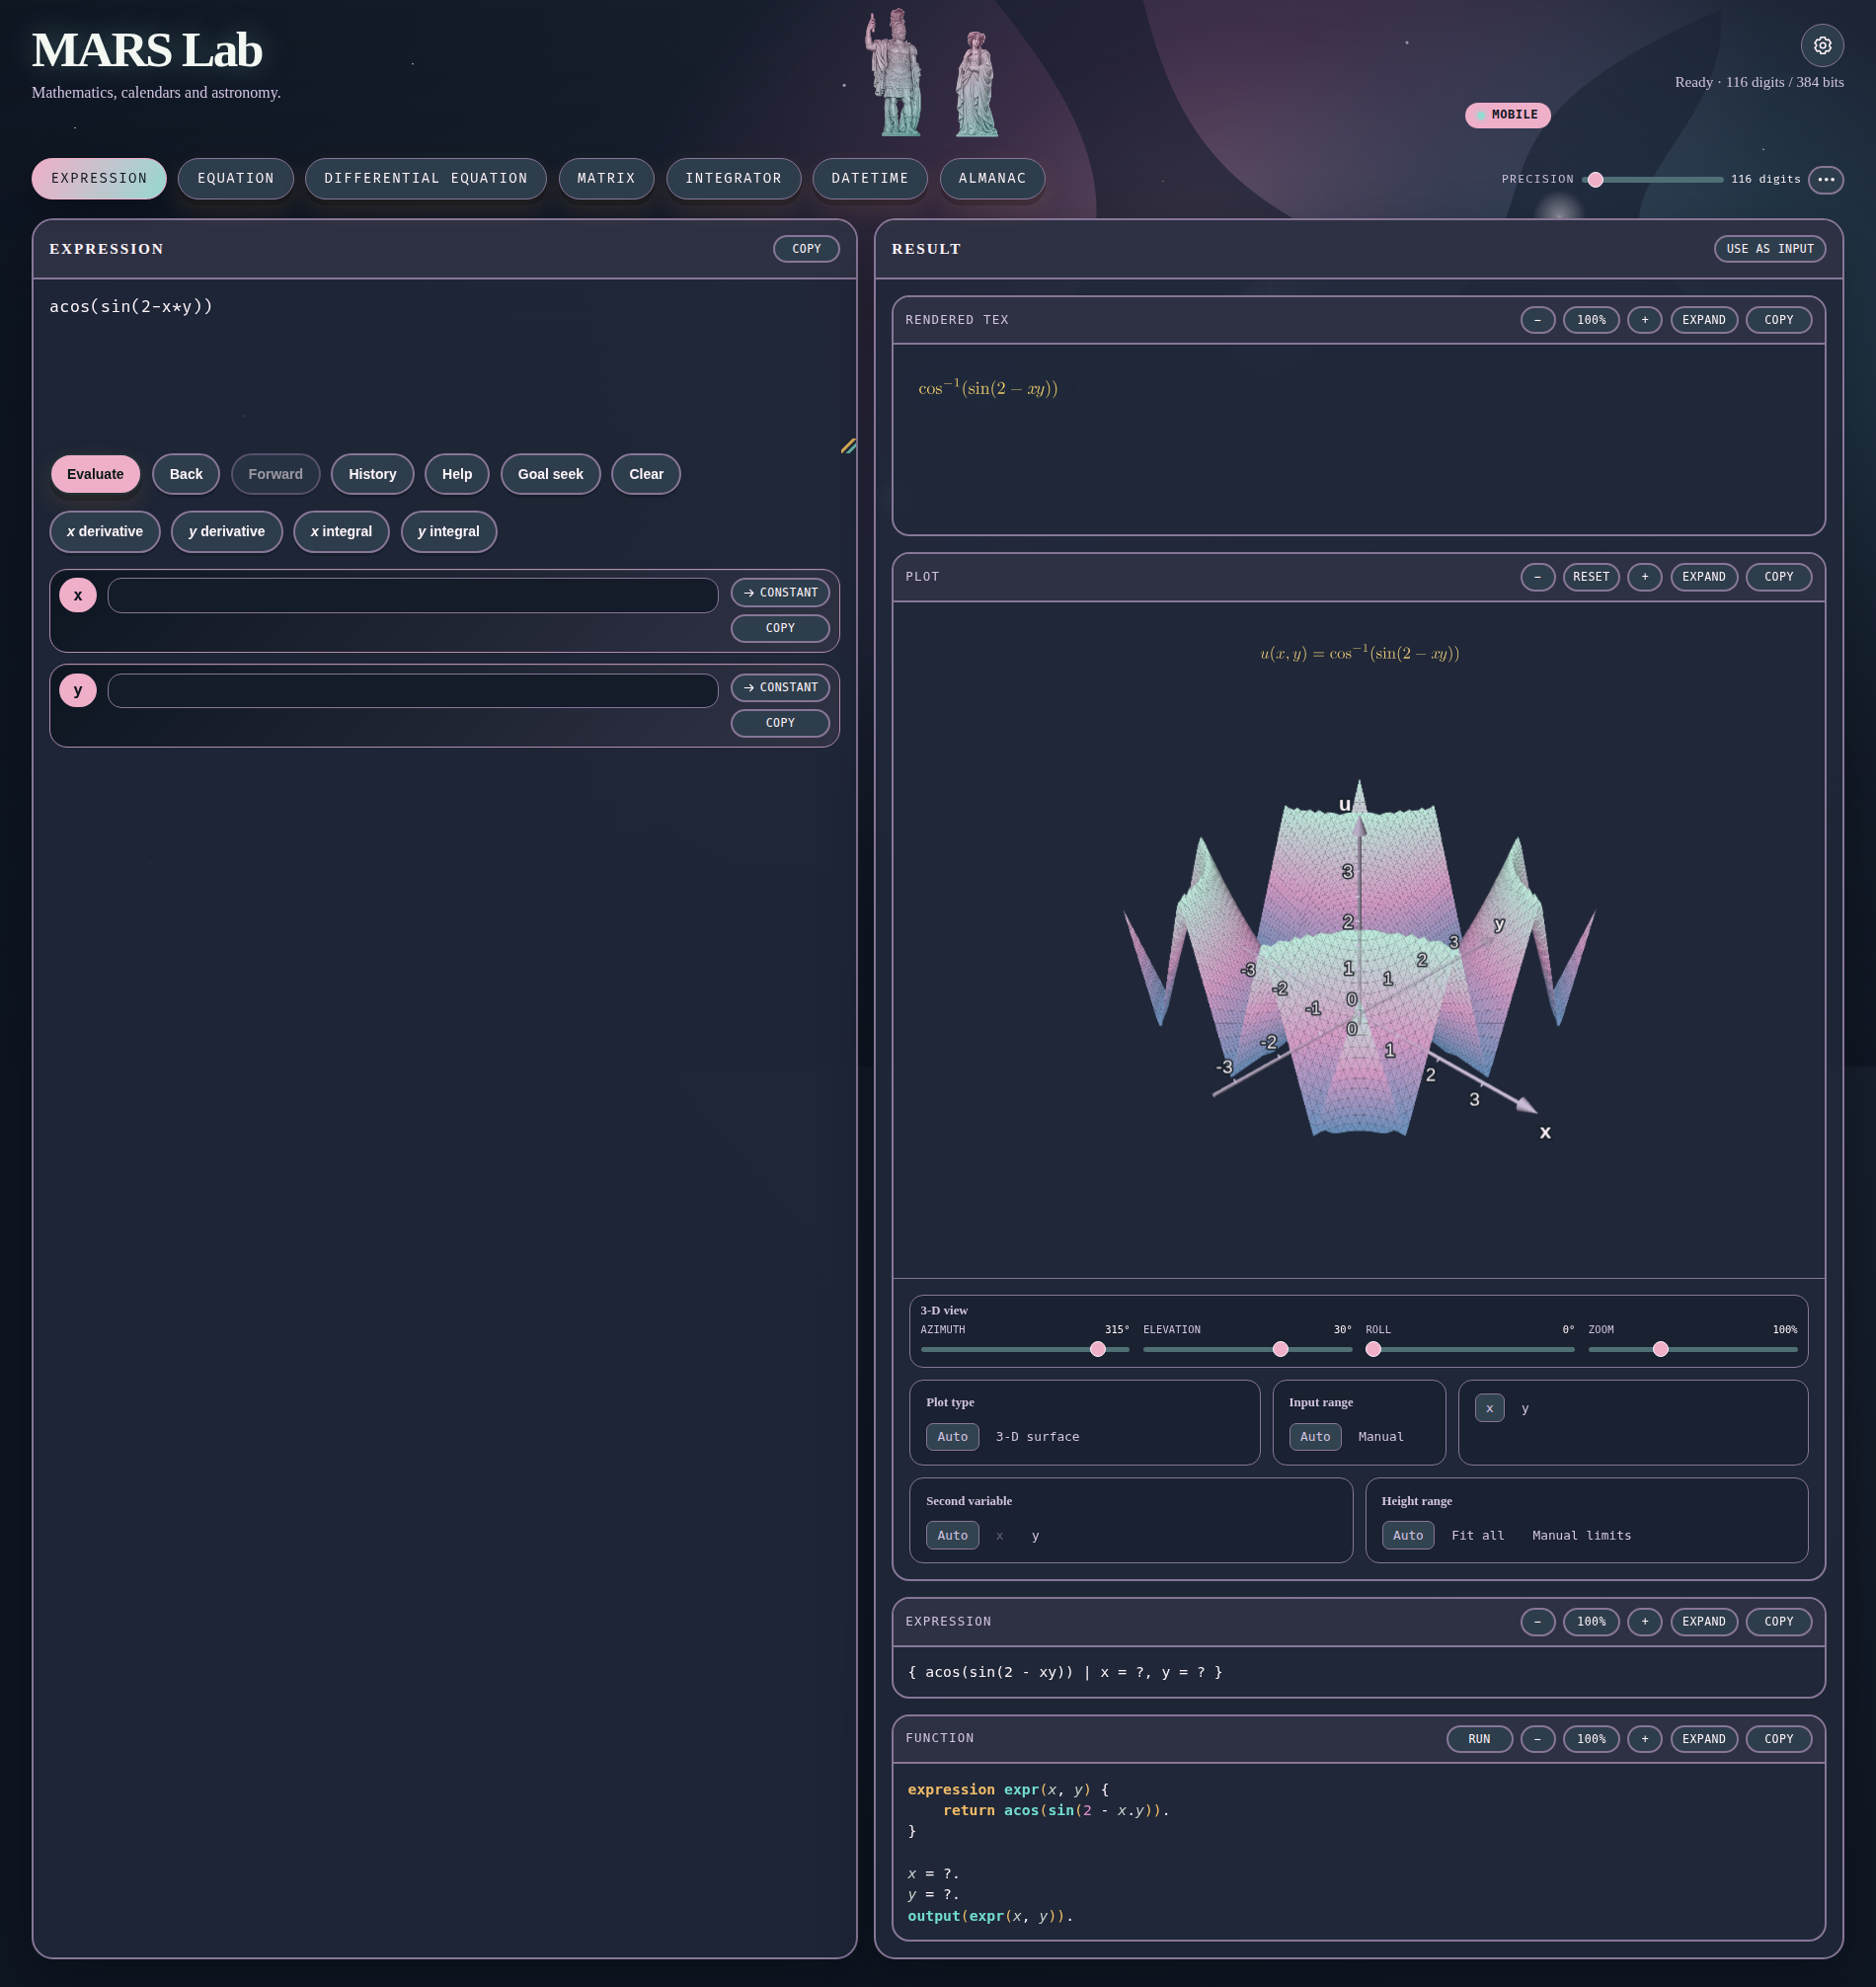 MARS Lab
Mathematics, calendars and astronomy.
Ready · 116 digits / 384 bits
MOBILE
EXPRESSION EQUATION DIFFERENTIAL EQUATION MATRIX INTEGRATOR DATETIME ALMANAC
PRECISION 116 digits
EXPRESSION COPY
acos(sin(2-x*y))
Evaluate Back Forward History Help Goal seek Clear
x derivative y derivative x integral y integral
x → CONSTANT
COPY
y → CONSTANT
COPY
RESULT USE AS INPUT
RENDERED TEX − 100% + EXPAND COPY
cos⁻¹(sin(2 − xy))
PLOT − RESET + EXPAND COPY
u(x, y) = cos⁻¹(sin(2 − xy))
u
3
2
1
0
0
-3
-2
-1
1
2
3
y
-3
-2
1
2
3
x
3-D view
AZIMUTH 315° ELEVATION 30° ROLL 0° ZOOM 100%
Plot type
Auto 3-D surface
Input range
Auto Manual
x y
Second variable
Auto x y
Height range
Auto Fit all Manual limits
EXPRESSION − 100% + EXPAND COPY
{ acos(sin(2 - xy)) | x = ?, y = ? }
FUNCTION RUN − 100% + EXPAND COPY
expression expr(x, y) {
    return acos(sin(2 - x.y)).
}
x = ?.
y = ?.
output(expr(x, y)).